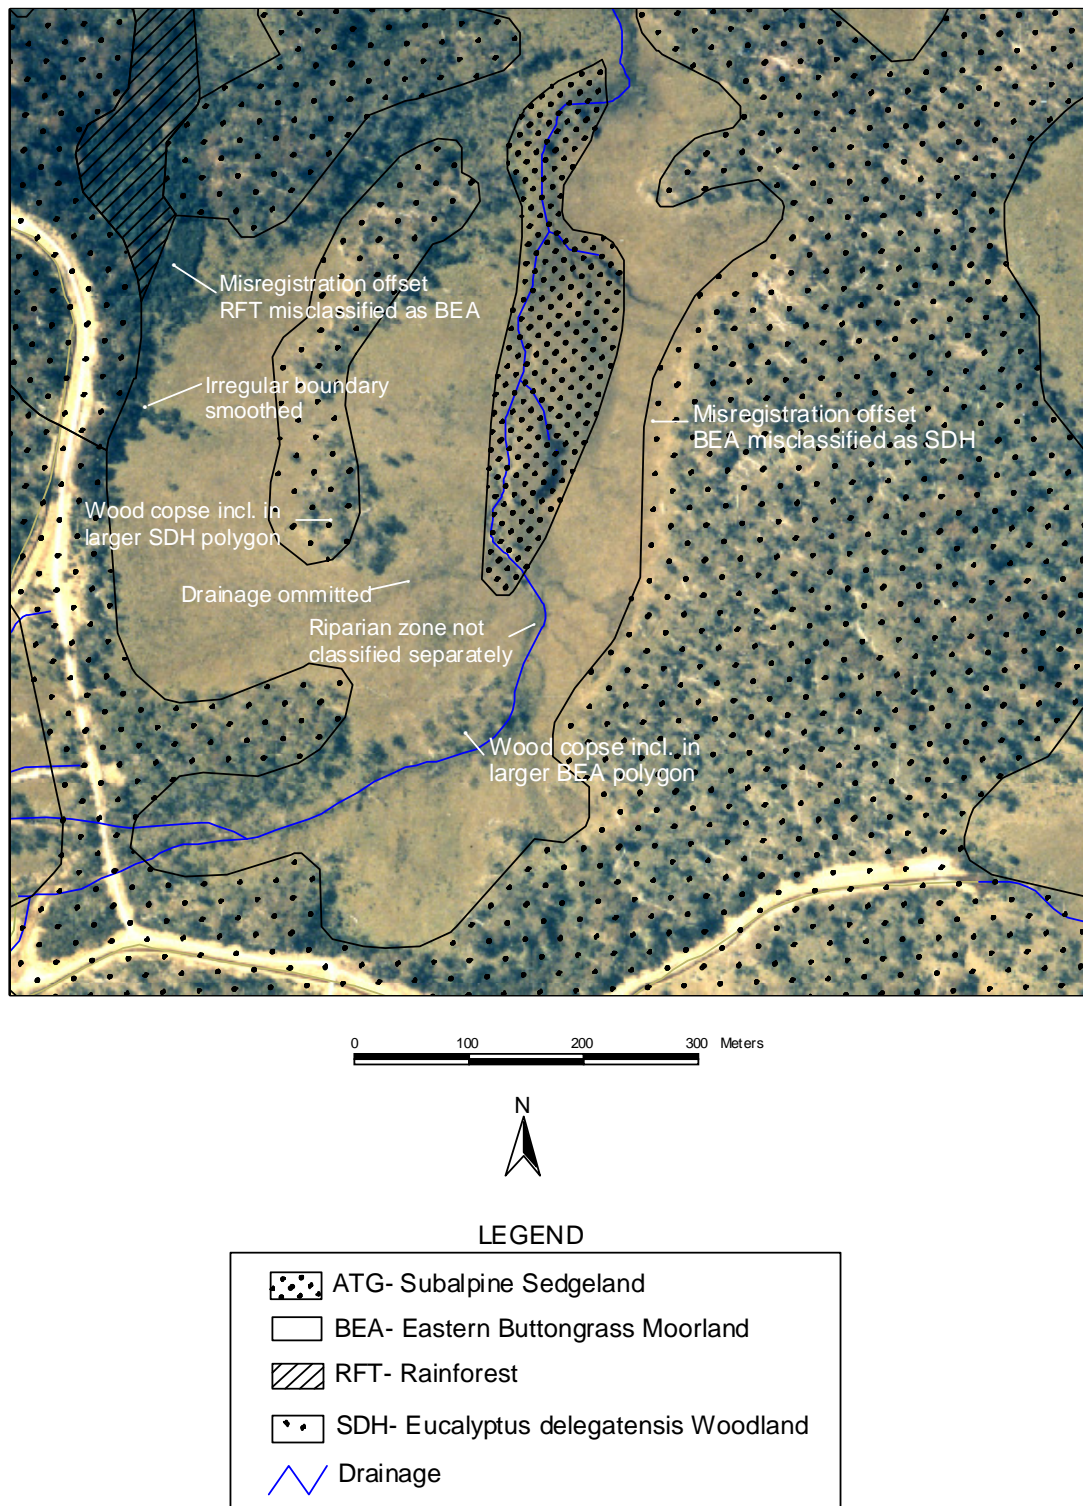 Misregistration offset
RFT misclassified as BEA
Irregular boundary
smoothed
Misregistration offset
BEA misclassified as SDH
Wood copse incl. in
larger SDH polygon
Drainage ommitted
Riparian zone not
classified separately
Wood copse incl. in
larger BEA polygon
0 100 200 300 Meters
N
LEGEND
ATG- Subalpine Sedgeland
BEA- Eastern Buttongrass Moorland
RFT- Rainforest
SDH- Eucalyptus delegatensis Woodland
Drainage